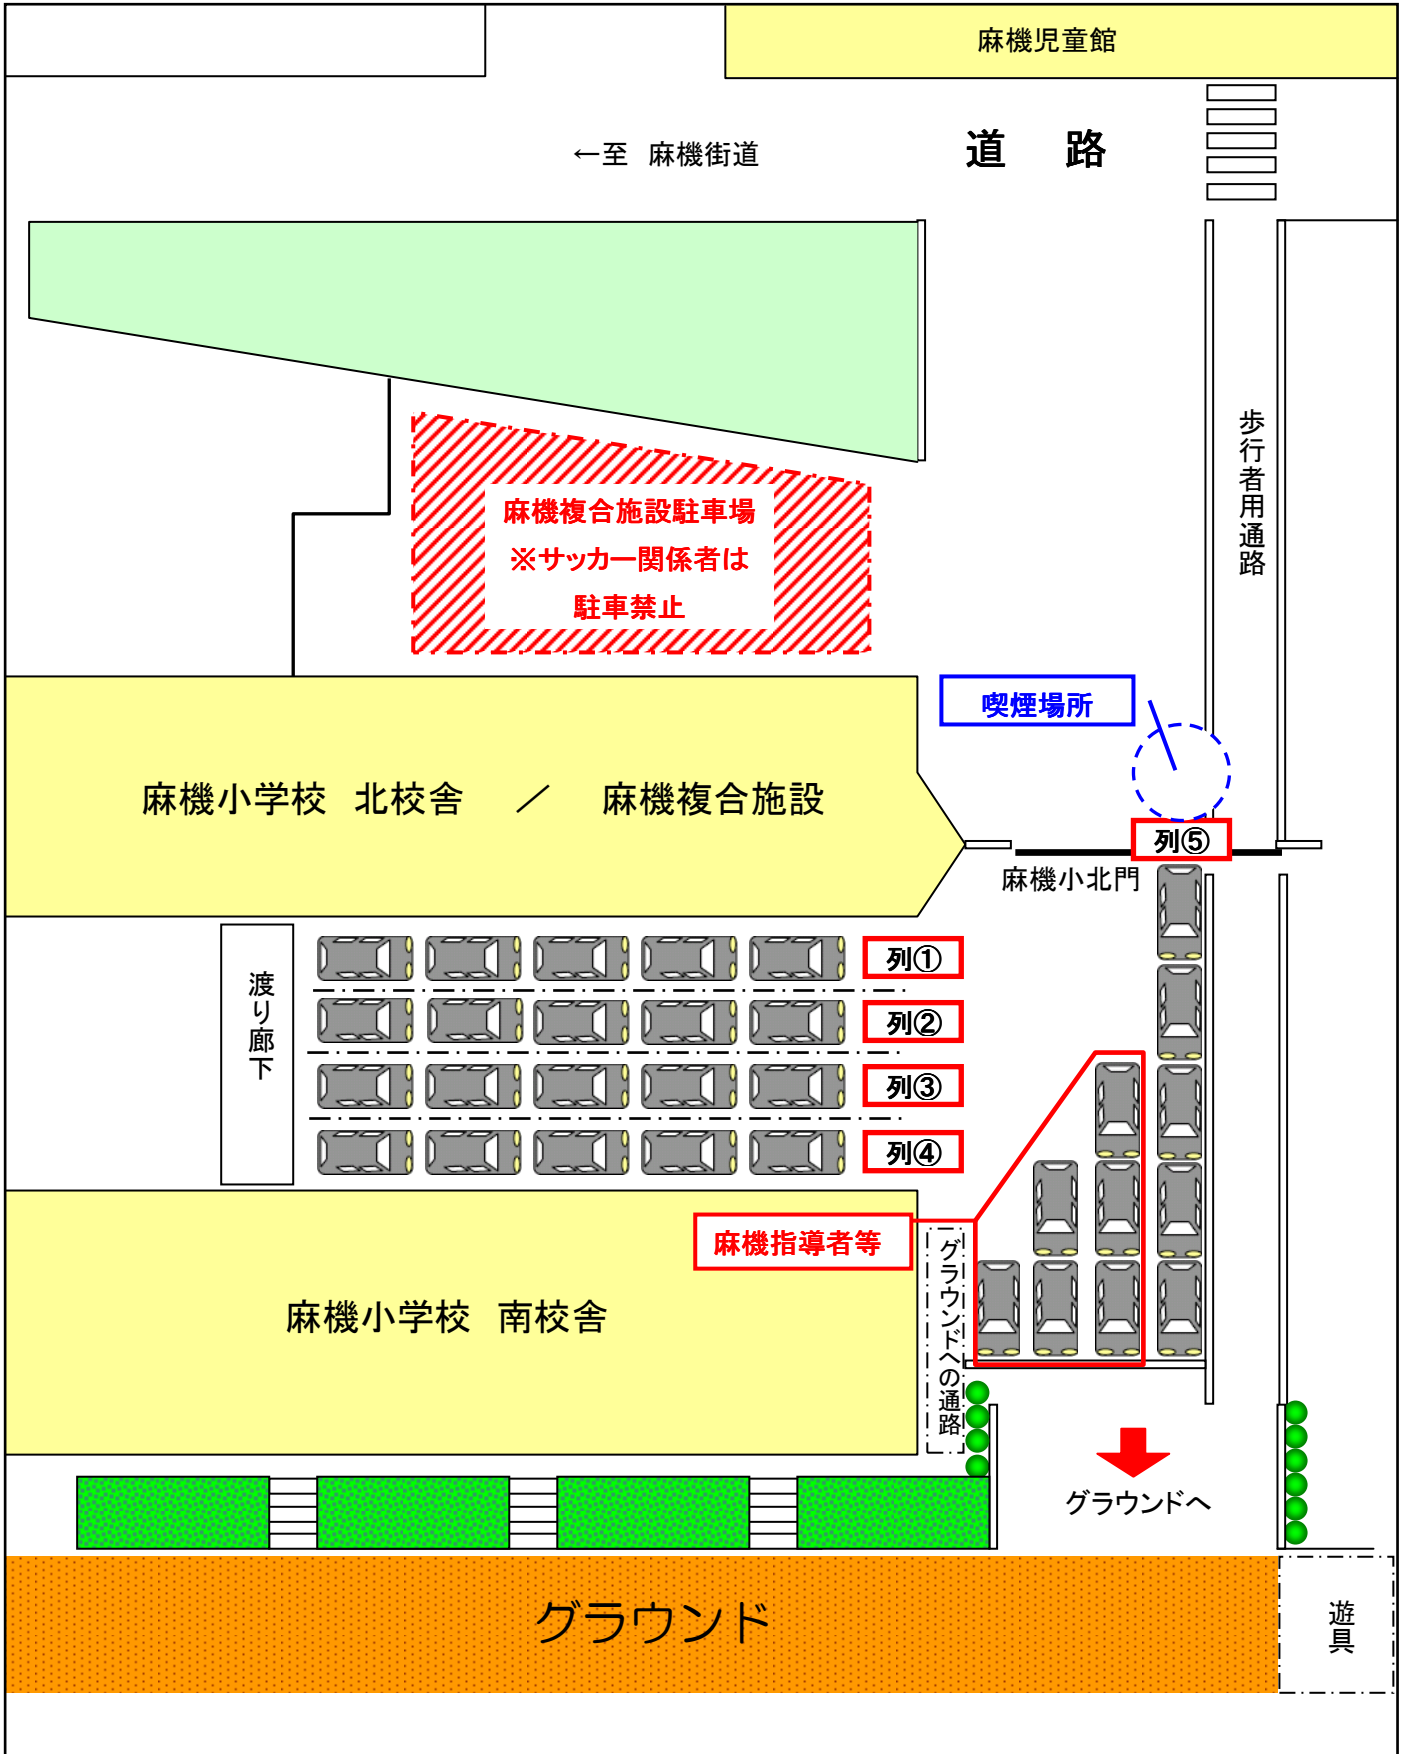 麻機児童館
←至 麻機街道
道 路
歩行者用通路
麻機複合施設駐車場
※サッカー関係者は
駐車禁止
喫煙場所
麻機小学校 北校舎 ／ 麻機複合施設
列⑤
麻機小北門
渡り廊下
列①
列②
列③
列④
麻機指導者等
グラウンドへの通路
麻機小学校 南校舎
グラウンドへ
グラウンド
遊具